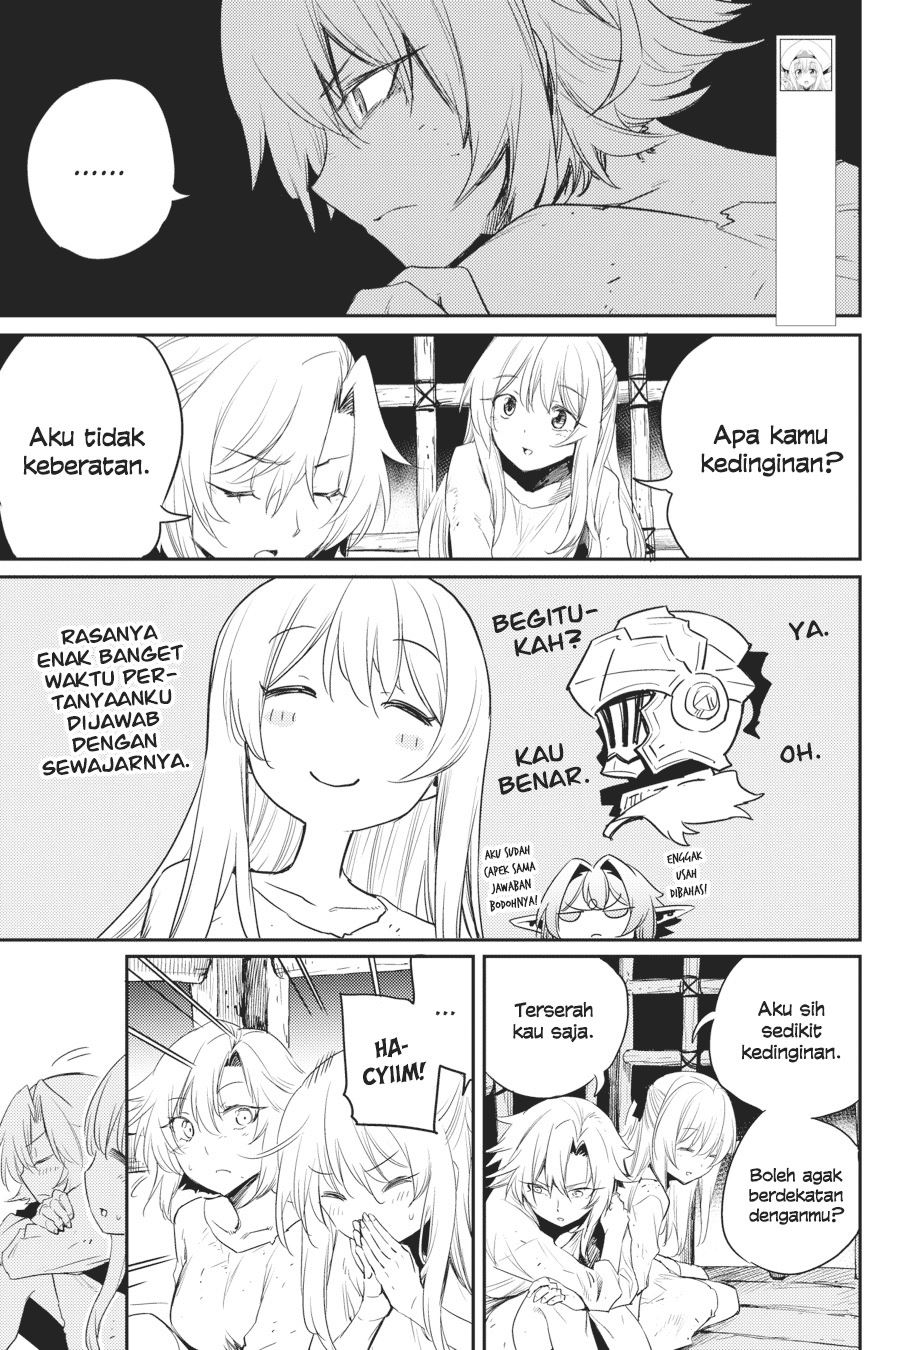 ......
Apa kamu
kedinginan?
Aku tidak
keberatan.
YA.
BEGITU-
KAH?
OH.
KAU
BENAR.
ENGGAK
USAH
DIBAHAS!
AKU SUDAH
CAPEK SAMA
JAWABAN
BODOHNYA!
RASANYA
ENAK BANGET
WAKTU PER-
TANYAANKU
DIJAWAB
DENGAN
SEWAJARNYA.
Aku sih
sedikit
kedinginan.
Boleh agak
berdekatan
denganmu?
Terserah
kau saja.
...
HA-
CYIIM!